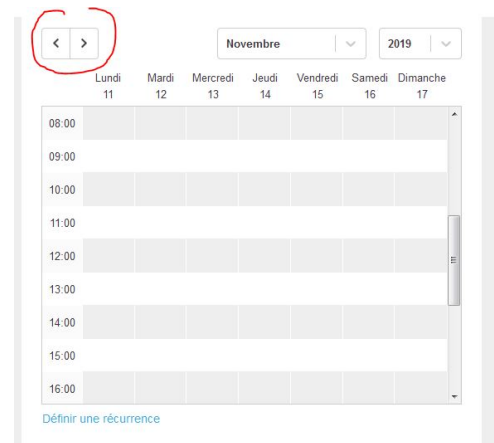 Novembre 2019
Lundi Mardi Mercredi Jeudi Vendredi Samedi Dimanche
11 12 13 14 15 16 17
08:00
09:00
10:00
11:00
12:00
13:00
14:00
15:00
16:00
Définir une récurrence